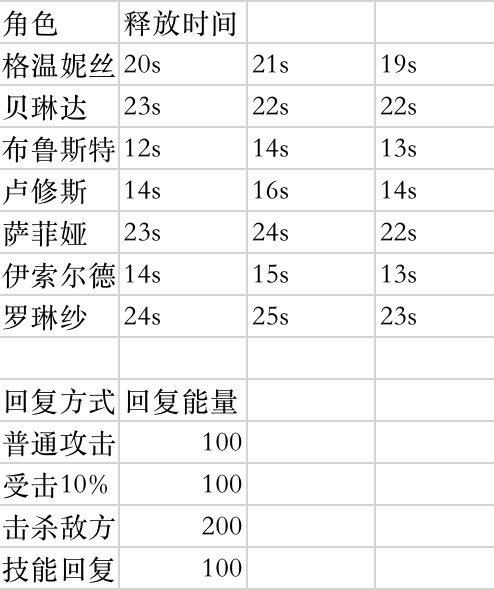 角色 释放时间
格温妮丝 20s 21s 19s
贝琳达 23s 22s 22s
布鲁斯特 12s 14s 13s
卢修斯 14s 16s 14s
萨菲娅 23s 24s 22s
伊索尔德 14s 15s 13s
罗琳纱 24s 25s 23s
回复方式 回复能量
普通攻击 100
受击10% 100
击杀敌方 200
技能回复 100